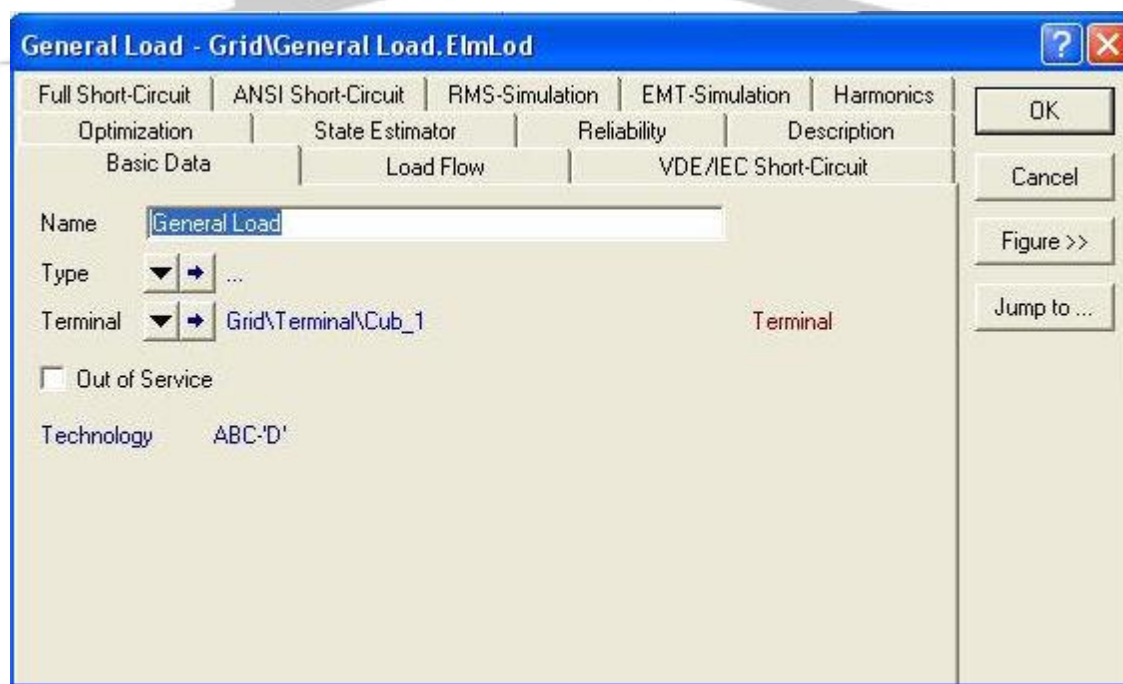 General Load - Grid\General Load.ElmLod
Full Short-Circuit ANSI Short-Circuit RMS-Simulation EMT-Simulation Harmonics
Optimization State Estimator Reliability Description
Basic Data Load Flow VDE/IEC Short-Circuit
Name General Load
Type ...
Terminal Grid\Terminal\Cub_1 Terminal
Out of Service
Technology ABC-'D'
OK
Cancel
Figure >>
Jump to ...